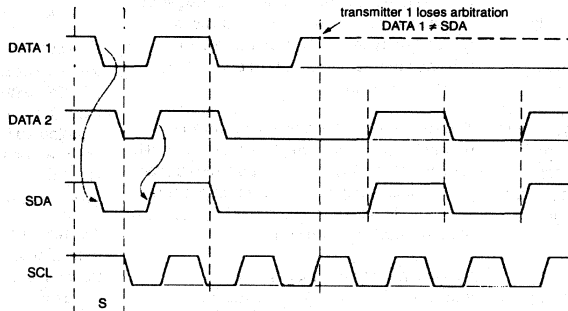 transmitter 1 loses arbitration
DATA 1 ≠ SDA
DATA 1
DATA 2
SDA
SCL
S